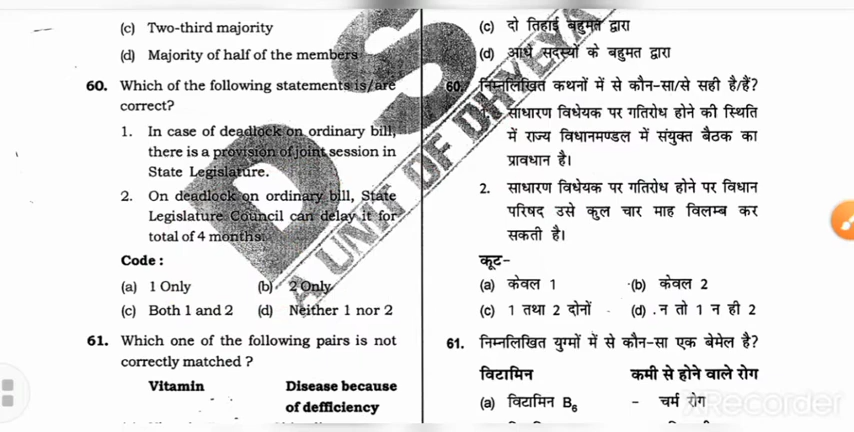 (c) Two-third majority
(d) Majority of half of the members
60. Which of the following statements is/are
correct?
1. In case of deadlock on ordinary bill,
there is a provision of joint session in
State Legislature.
2. On deadlock on ordinary bill, State
Legislature Council can delay it for
total of 4 months.
Code :
(a) 1 Only (b) 2 Only
(c) Both 1 and 2 (d) Neither 1 nor 2
61. Which one of the following pairs is not
correctly matched ?
Vitamin Disease because
of defficiency
(c) दो तिहाई बहुमत द्वारा
(d) आधे सदस्यों के बहुमत द्वारा
60. निम्नलिखित कथनों में से कौन-सा/से सही है/हैं?
साधारण विधेयक पर गतिरोध होने की स्थिति
में राज्य विधानमण्डल में संयुक्त बैठक का
प्रावधान है।
2. साधारण विधेयक पर गतिरोध होने पर विधान
परिषद उसे कुल चार माह विलम्ब कर
सकती है।
कूट–
(a) केवल 1 (b) केवल 2
(c) 1 तथा 2 दोनों (d) न तो 1 न ही 2
61. निम्नलिखित युग्मों में से कौन-सा एक बेमेल है?
विटामिन कमी से होने वाले रोग
(a) विटामिन B₆ – चर्म रोग
A UNIT OF DHYEYA
XRecorder